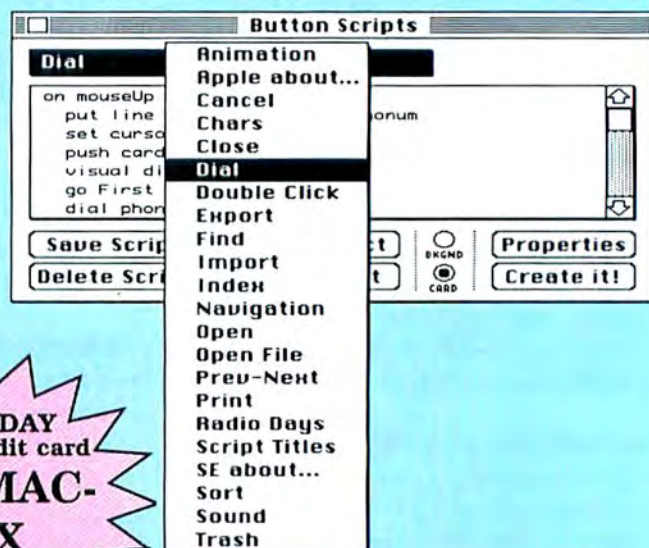 Button Scripts
Dial
on mouseUp
put line
onum
set curso
push card
visual di
go First
dial phon
Animation
Apple about...
Cancel
Chars
Close
Dial
Double Click
Export
Find
Import
Index
Navigation
Open
Open File
Prev-Next
Print
Radio Days
Script Titles
SE about...
Sort
Sound
Trash
Save Scrip
ct
BKGND
Properties
Delete Scri
t
CARD
Create it!
DAY
dit card
MAC-
X